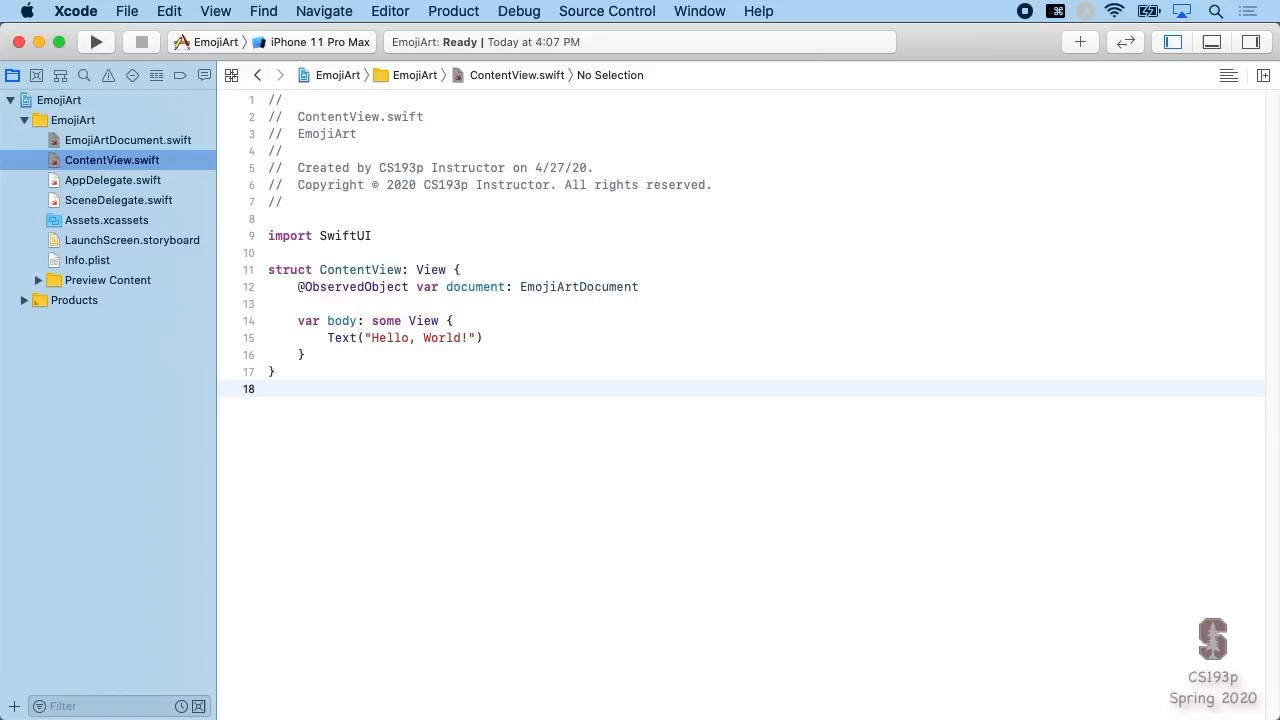 Xcode File Edit View Find Navigate Editor Product Debug Source Control Window Help
EmojiArt iPhone 11 Pro Max EmojiArt: Ready | Today at 4:07 PM
EmojiArt EmojiArt ContentView.swift No Selection
EmojiArt
EmojiArt
EmojiArtDocument.swift
ContentView.swift
AppDelegate.swift
SceneDelegate.swift
Assets.xcassets
LaunchScreen.storyboard
Info.plist
Preview Content
Products
Filter
1 //
2 // ContentView.swift
3 // EmojiArt
4 //
5 // Created by CS193p Instructor on 4/27/20.
6 // Copyright © 2020 CS193p Instructor. All rights reserved.
7 //
8
9 import SwiftUI
10
11 struct ContentView: View {
12 @ObservedObject var document: EmojiArtDocument
13
14 var body: some View {
15 Text("Hello, World!")
16 }
17 }
18
S
CS193p
Spring 2020